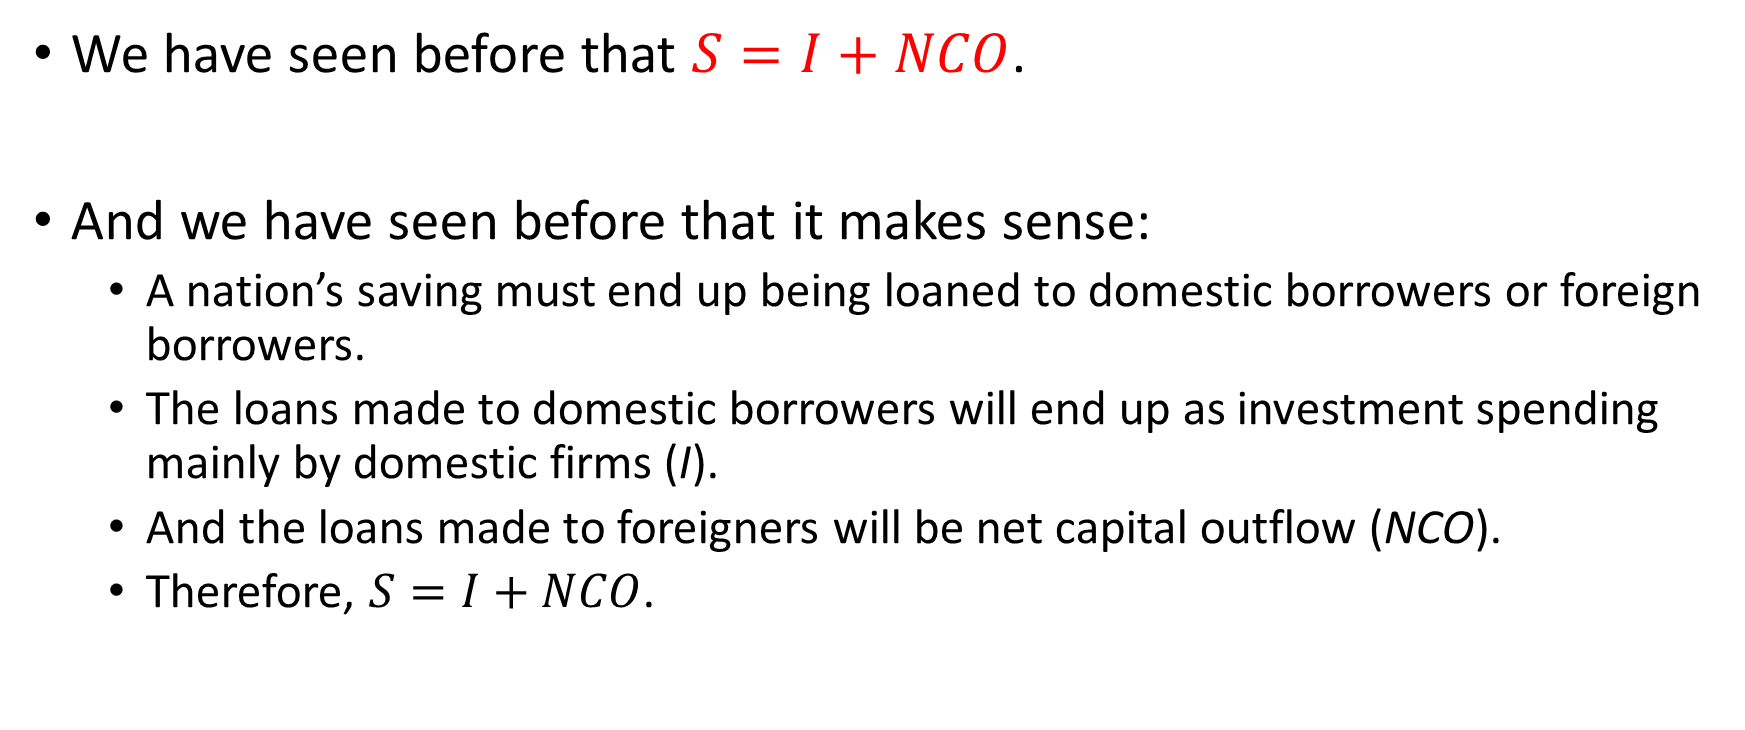 • We have seen before that S = I + NCO.
• And we have seen before that it makes sense:
• A nation’s saving must end up being loaned to domestic borrowers or foreign
borrowers.
• The loans made to domestic borrowers will end up as investment spending
mainly by domestic firms (I).
• And the loans made to foreigners will be net capital outflow (NCO).
• Therefore, S = I + NCO.